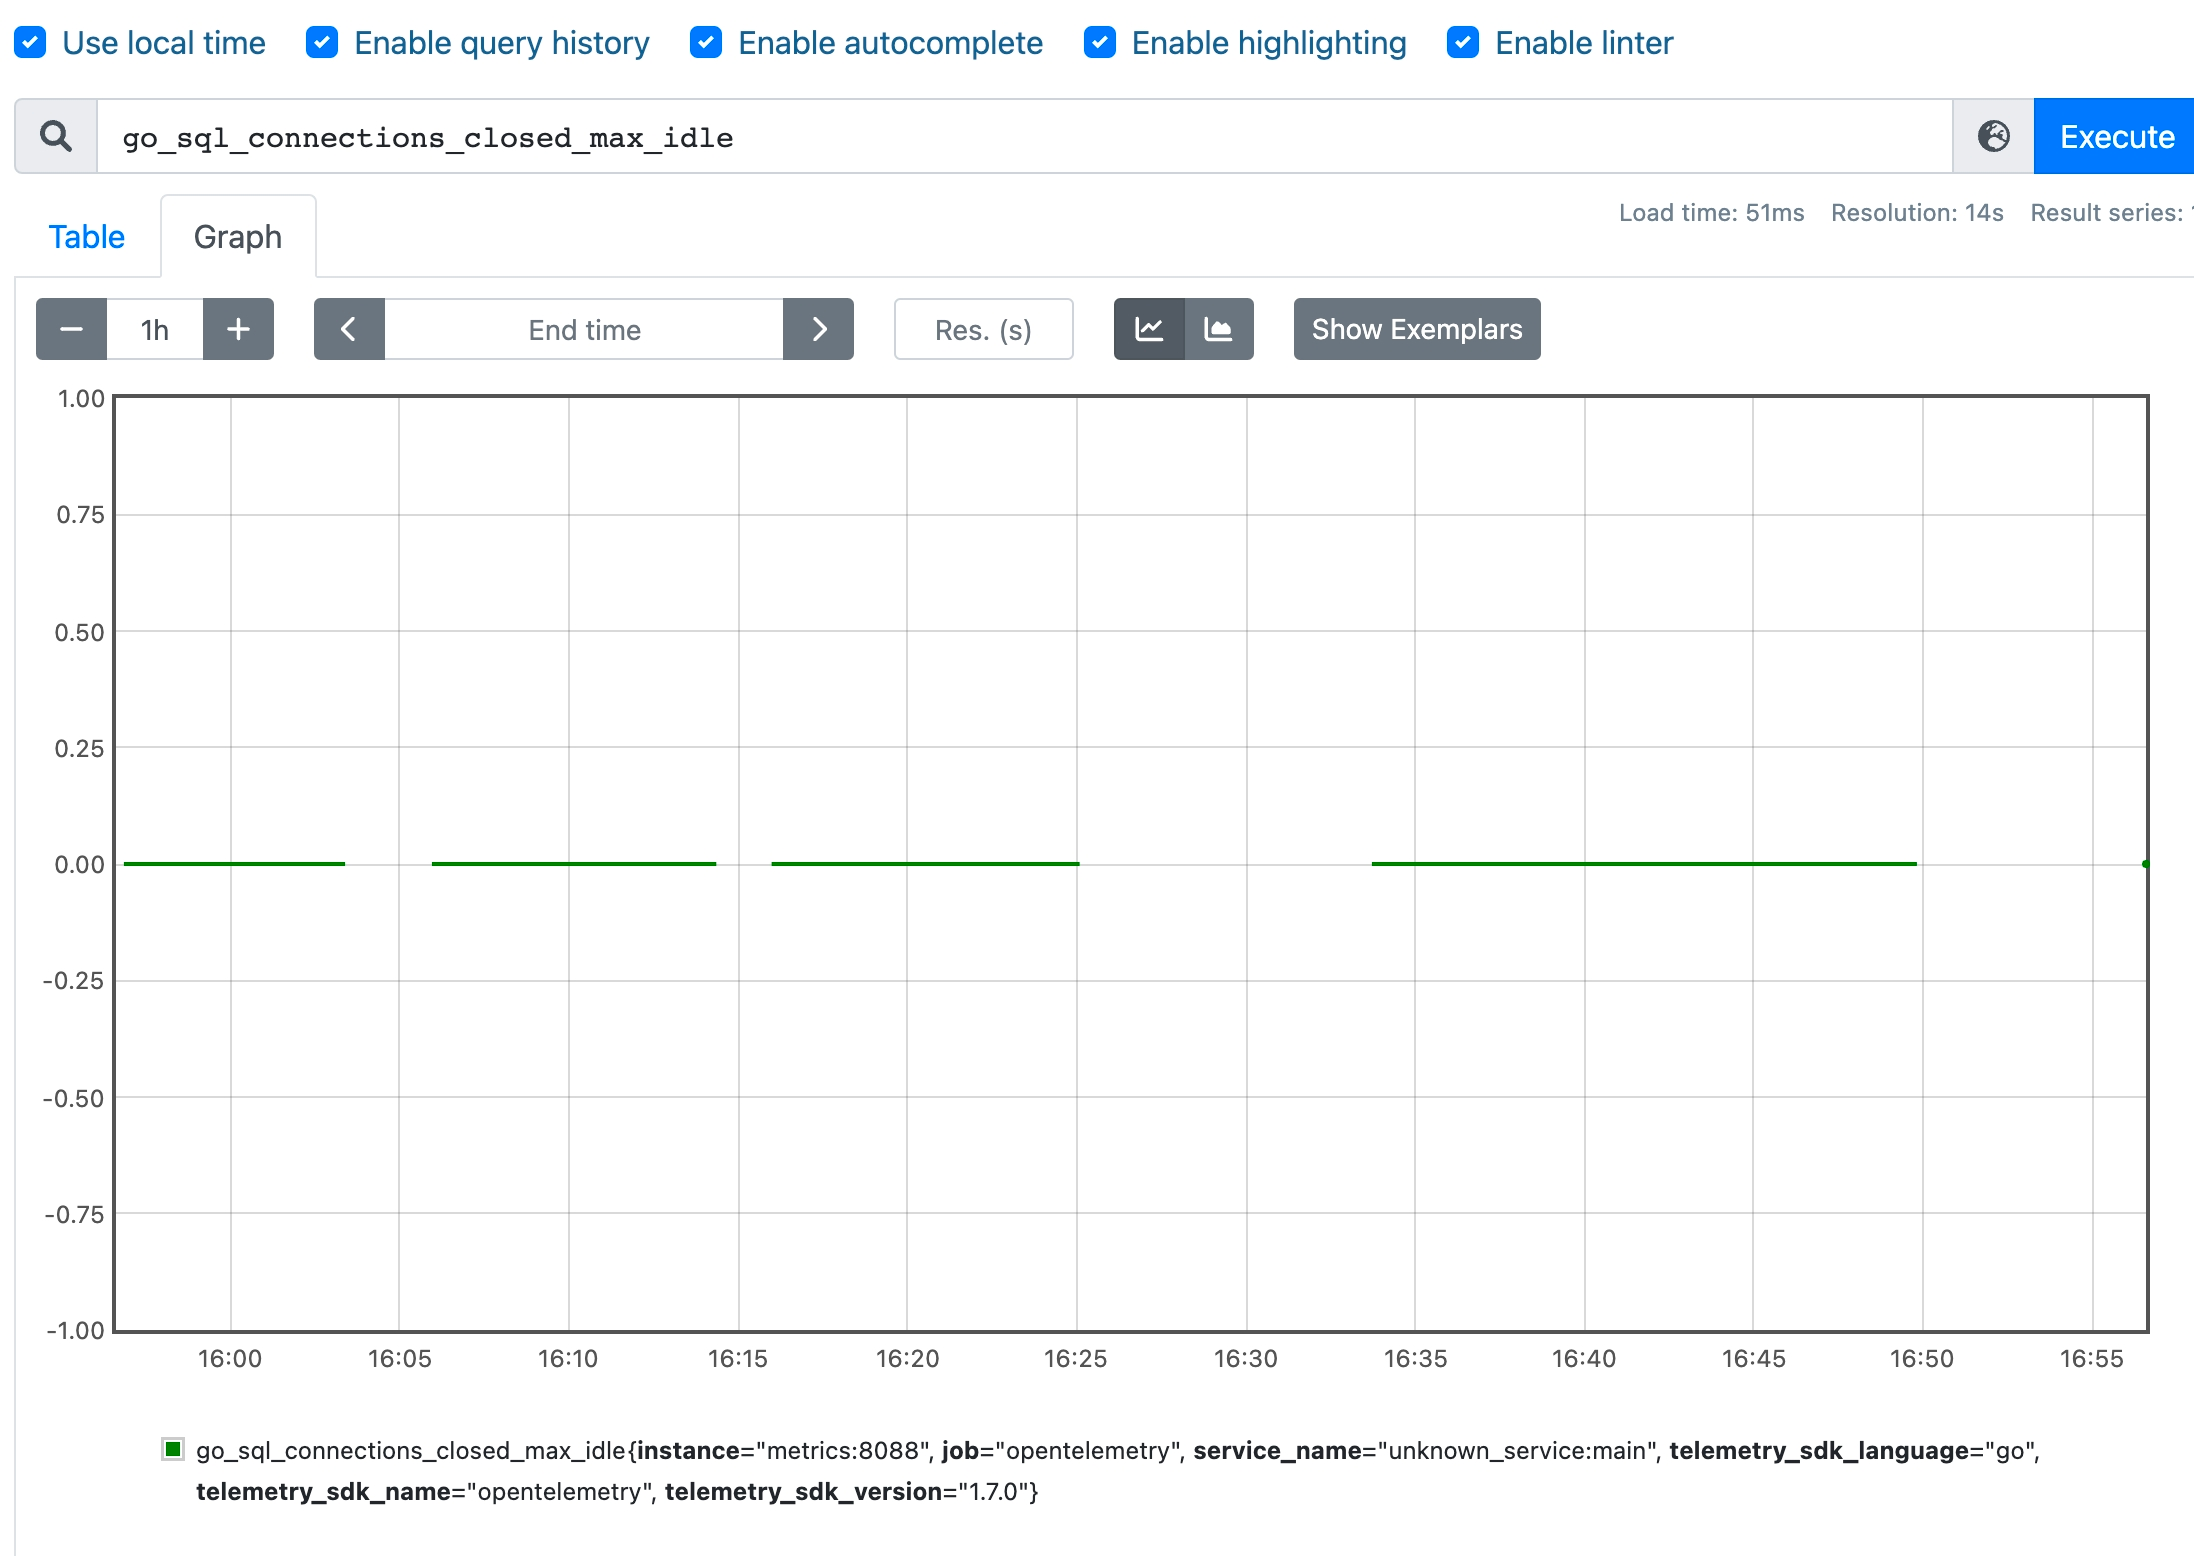 Use local time Enable query history Enable autocomplete Enable highlighting Enable linter
go_sql_connections_closed_max_idle Execute
Load time: 51ms Resolution: 14s Result series:
Table Graph
1h End time Res. (s) Show Exemplars
1.00
0.75
0.50
0.25
0.00
-0.25
-0.50
-0.75
-1.00
16:00 16:05 16:10 16:15 16:20 16:25 16:30 16:35 16:40 16:45 16:50 16:55
go_sql_connections_closed_max_idle{instance="metrics:8088", job="opentelemetry", service_name="unknown_service:main", telemetry_sdk_language="go",
telemetry_sdk_name="opentelemetry", telemetry_sdk_version="1.7.0"}